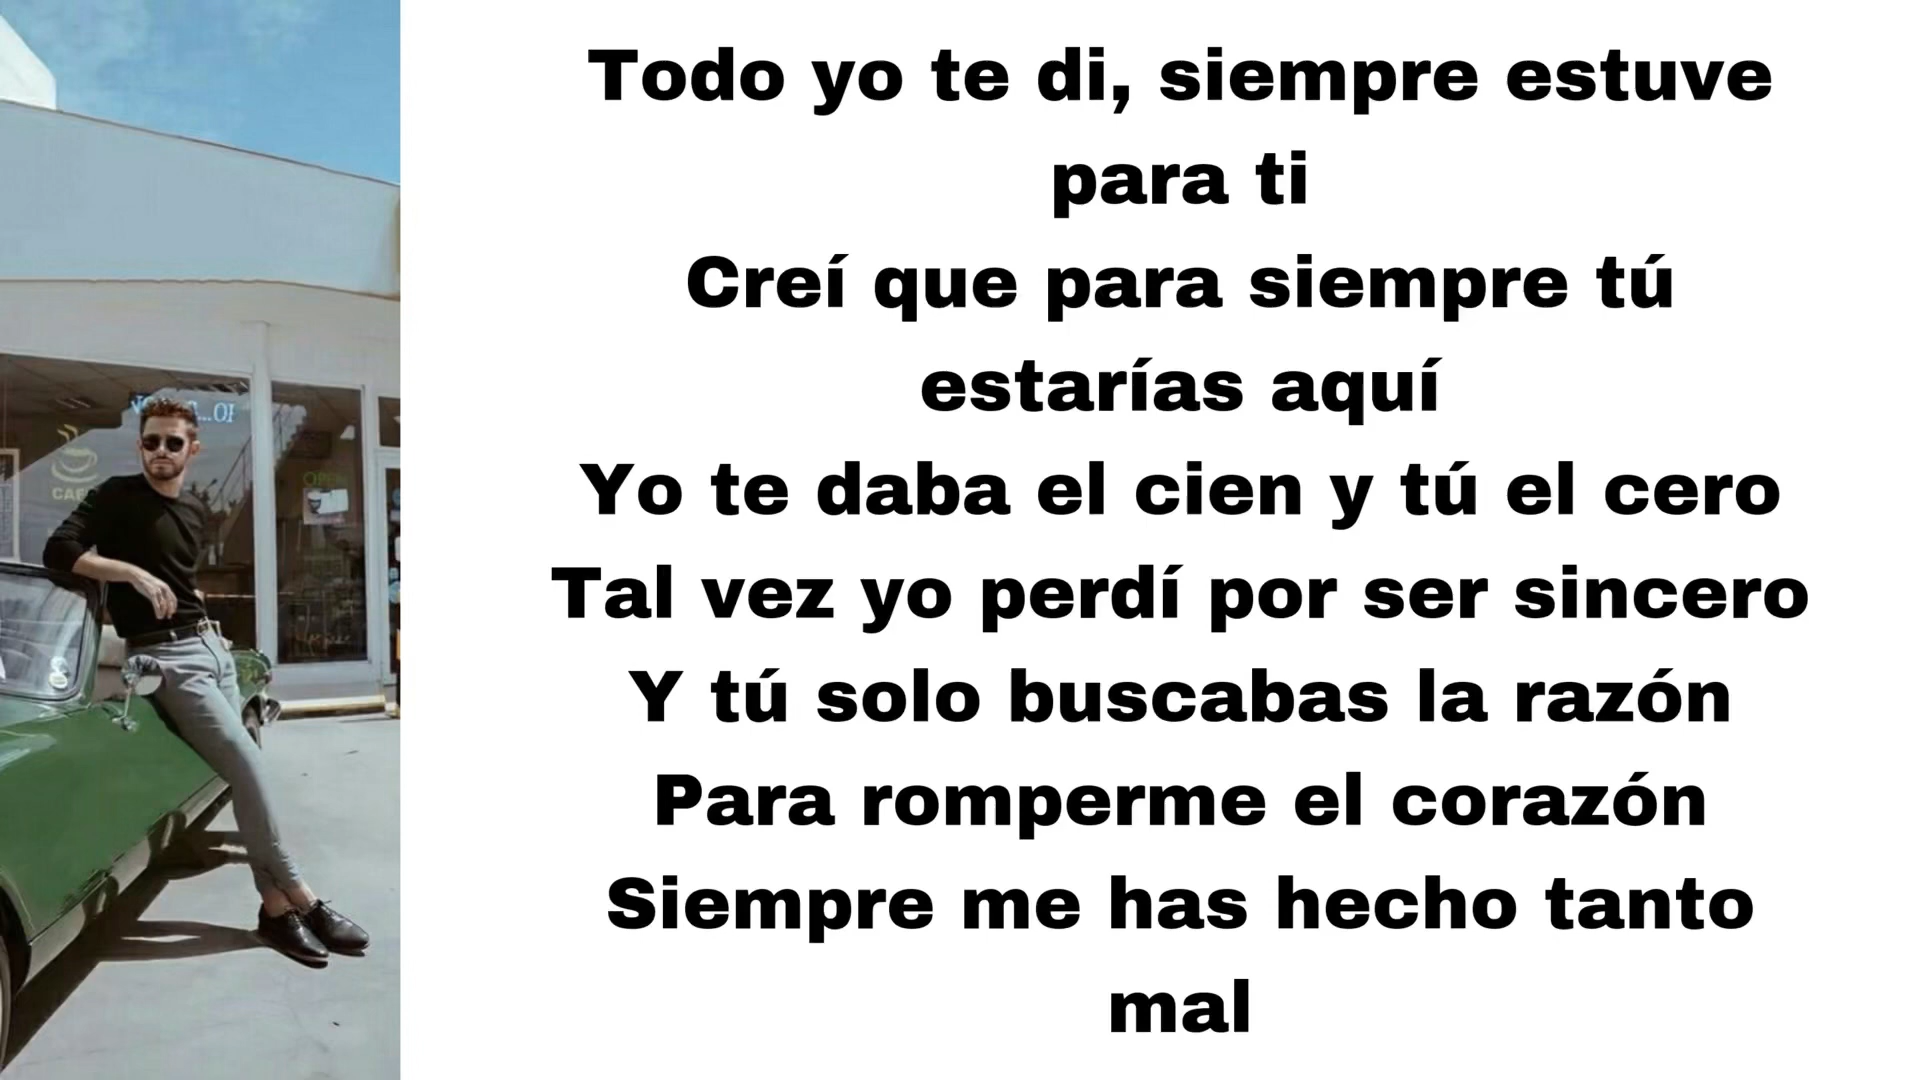 Todo yo te di, siempre estuve
para ti
Creí que para siempre tú
estarías aquí
Yo te daba el cien y tú el cero
Tal vez yo perdí por ser sincero
Y tú solo buscabas la razón
Para romperme el corazón
Siempre me has hecho tanto
mal